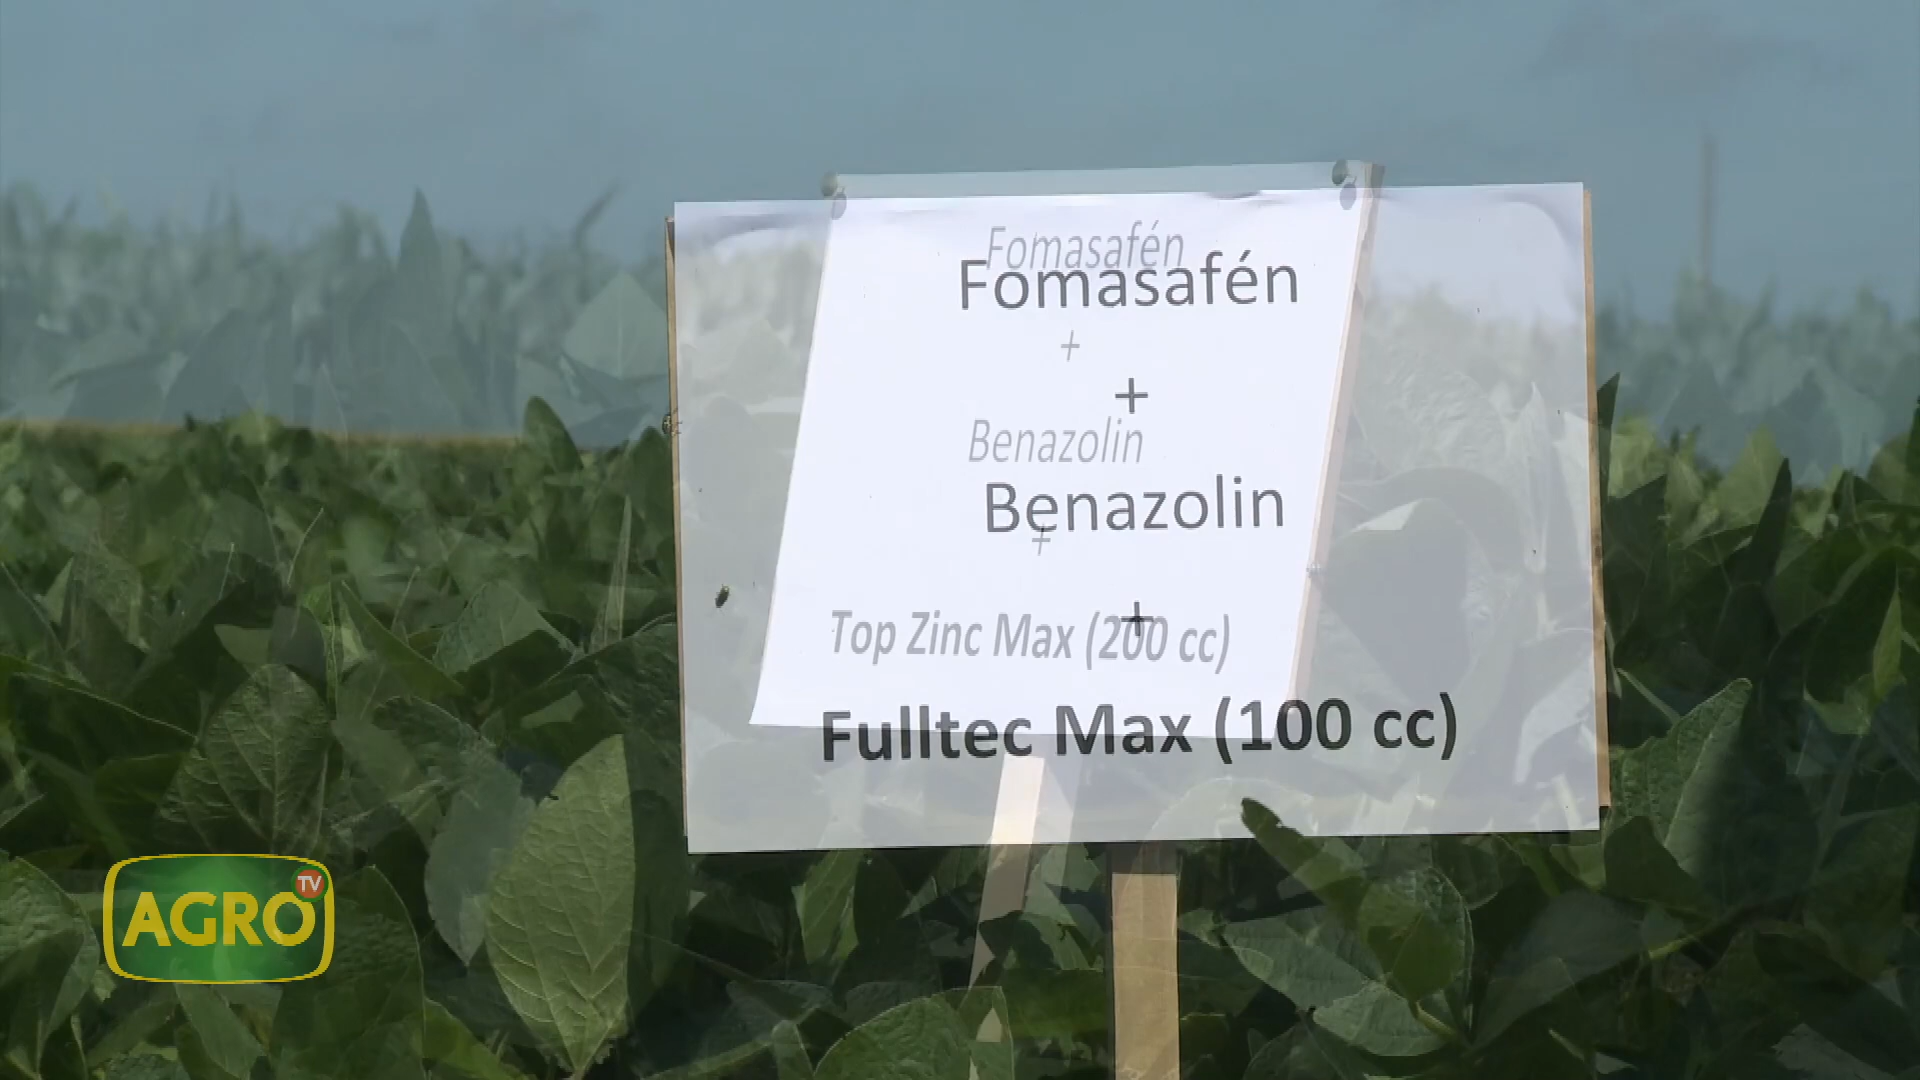 Fomasafén
+
Benazolin
+
Top Zinc Max (200 cc)
Fomasafén
+
Benazolin
+
Fulltec Max (100 cc)
AGRO TV